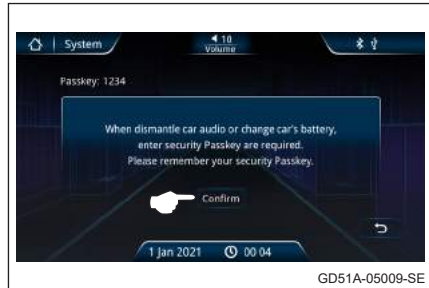 System
10
Volume
Passkey: 1234
When dismantle car audio or change car's battery,
enter security Passkey are required.
Please remember your security Passkey.
Confirm
1 Jan 2021 00 04
GD51A-05009-SE